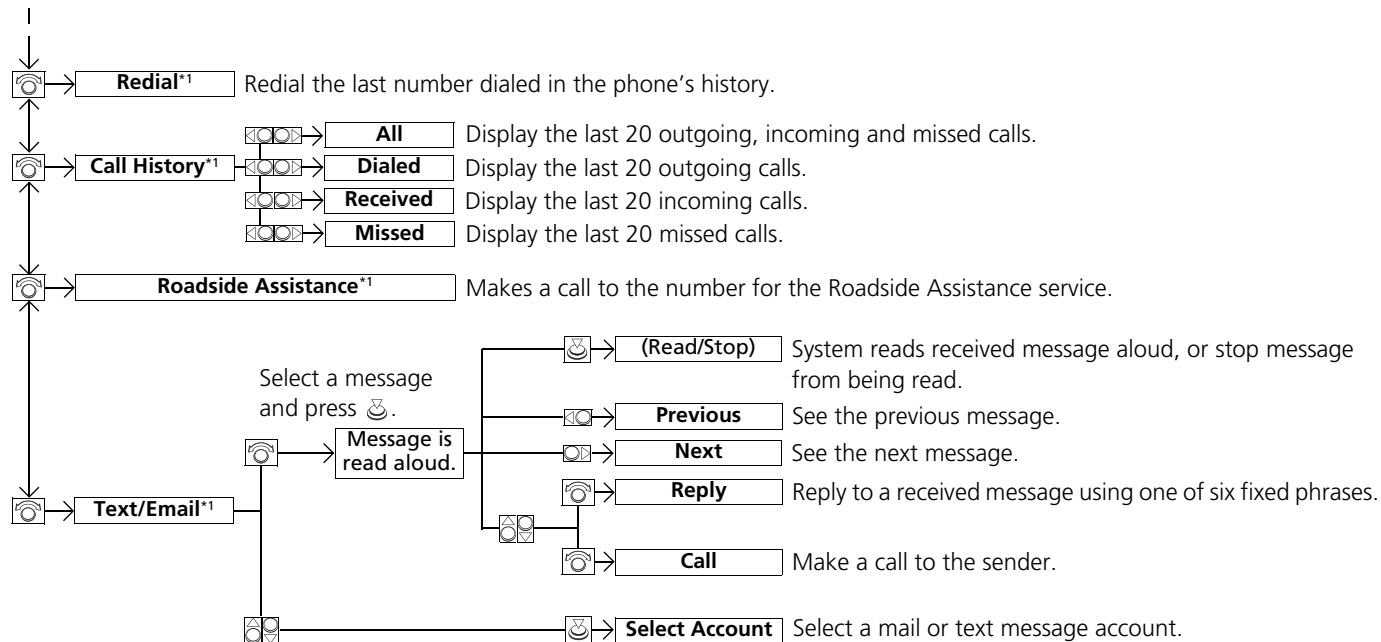 Redial*1 Redial the last number dialed in the phone's history.
All Display the last 20 outgoing, incoming and missed calls.
Call History*1 Dialed Display the last 20 outgoing calls.
Received Display the last 20 incoming calls.
Missed Display the last 20 missed calls.
Roadside Assistance*1 Makes a call to the number for the Roadside Assistance service.
(Read/Stop) System reads received message aloud, or stop message
from being read.
Select a message
and press .
Message is
read aloud.
Previous See the previous message.
Next See the next message.
Text/Email*1
Reply Reply to a received message using one of six fixed phrases.
Call Make a call to the sender.
Select Account Select a mail or text message account.